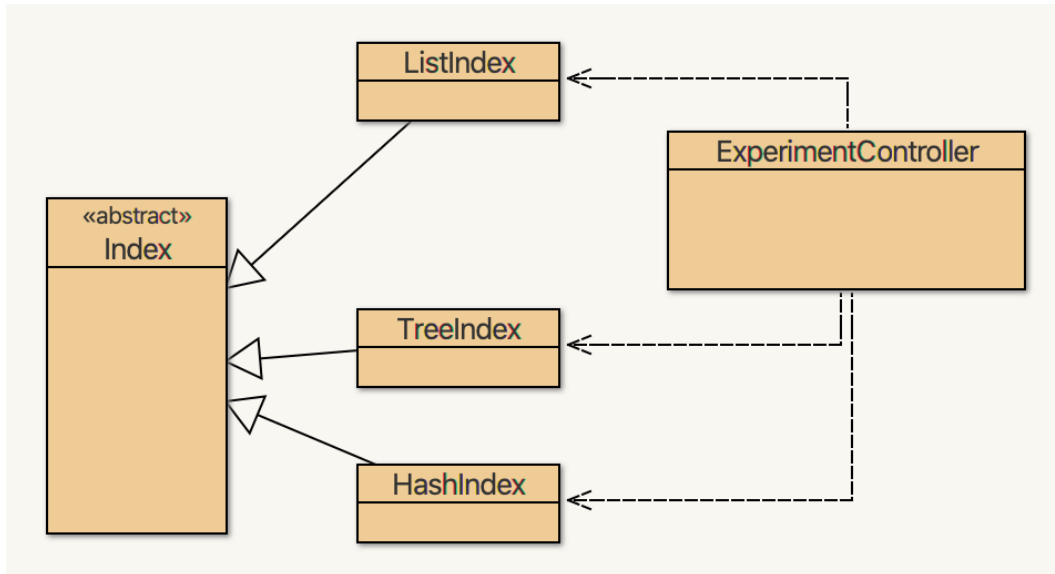 ListIndex
ExperimentController
«abstract»
Index
TreeIndex
HashIndex